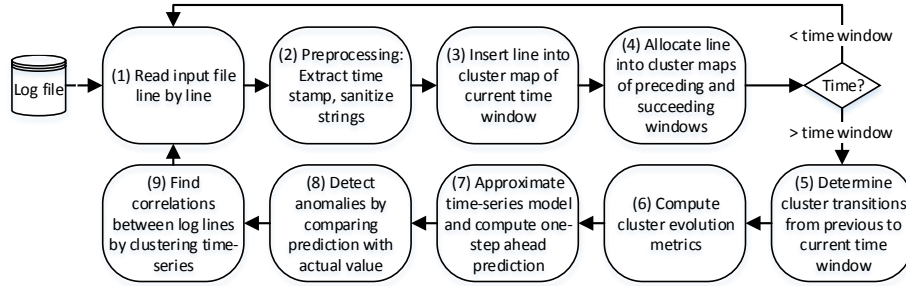 Log file
(1) Read input file
line by line
(2) Preprocessing:
Extract time
stamp, sanitize
strings
(3) Insert line into
cluster map of
current time
window
(4) Allocate line
into cluster maps
of preceding and
succeeding
windows
< time window
Time?
> time window
(5) Determine
cluster transitions
from previous to
current time
window
(6) Compute
cluster evolution
metrics
(7) Approximate
time-series model
and compute one-
step ahead
prediction
(8) Detect
anomalies by
comparing
prediction with
actual value
(9) Find
correlations
between log lines
by clustering time-
series